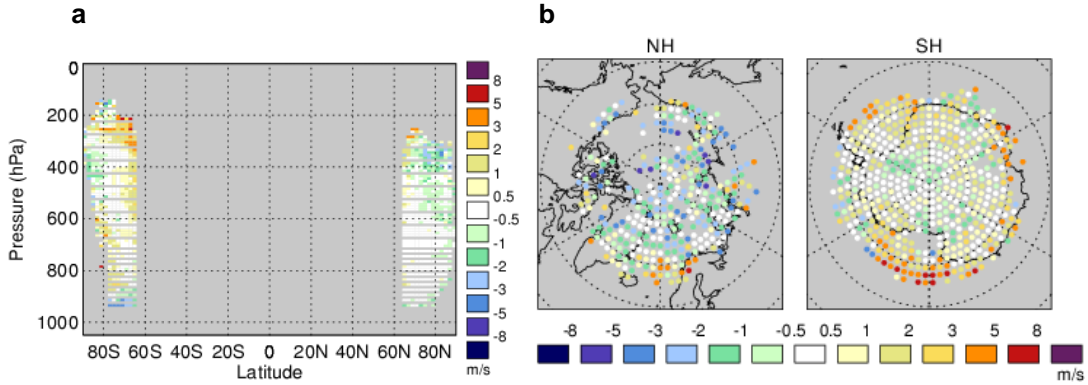 a
b
NH
SH
Pressure (hPa)
0
200
400
600
800
1000
80S 60S 40S 20S 0 20N 40N 60N 80N
Latitude
8
5
3
2
1
0.5
-0.5
-1
-2
-3
-5
-8
m/s
-8 -5 -3 -2 -1 -0.5 0.5 1 2 3 5 8
m/s